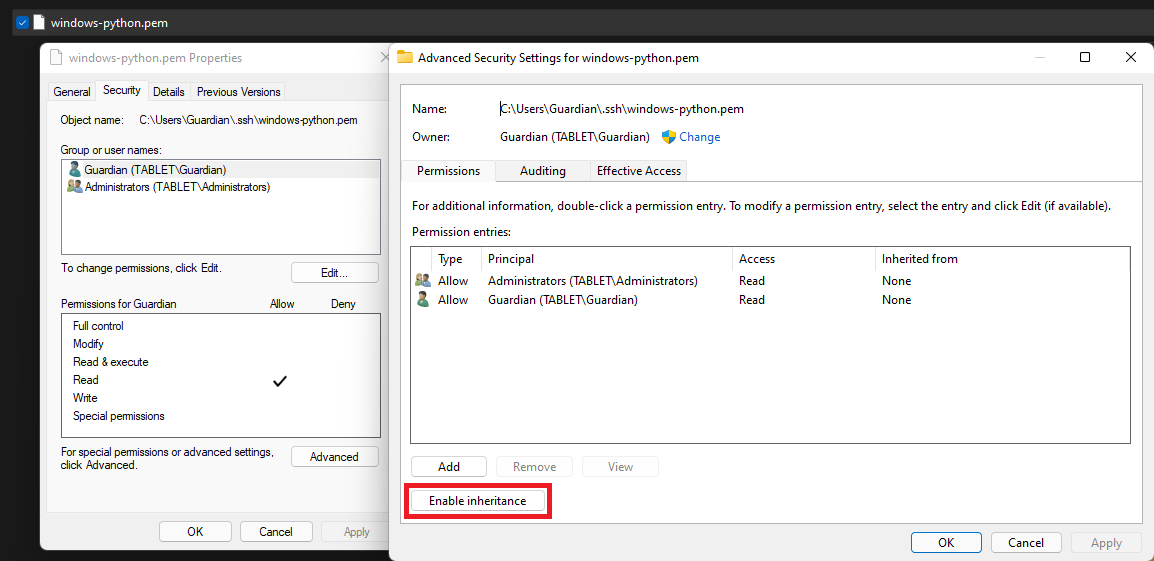 windows-python.pem
windows-python.pem Properties
General Security Details Previous Versions
Object name: C:\Users\Guardian\.ssh\windows-python.pem
Group or user names:
Guardian (TABLET\Guardian)
Administrators (TABLET\Administrators)
To change permissions, click Edit.
Edit...
Permissions for Guardian Allow Deny
Full control
Modify
Read & execute
Read
Write
Special permissions
For special permissions or advanced settings,
click Advanced.
Advanced
OK Cancel Apply
Advanced Security Settings for windows-python.pem
Name: C:\Users\Guardian\.ssh\windows-python.pem
Owner: Guardian (TABLET\Guardian) Change
Permissions Auditing Effective Access
For additional information, double-click a permission entry. To modify a permission entry, select the entry and click Edit (if available).
Permission entries:
Type Principal Access Inherited from
Allow Administrators (TABLET\Administrators) Read None
Allow Guardian (TABLET\Guardian) Read None
Add Remove View
Enable inheritance
OK Cancel Apply